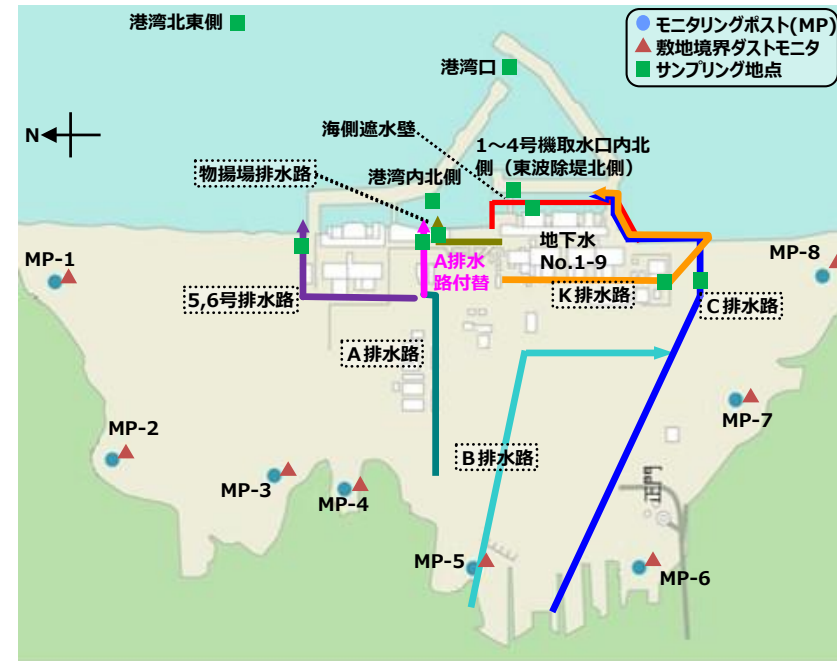 港湾北東側
モニタリングポスト(MP)
敷地境界ダストモニタ
サンプリング地点
港湾口
N
海側遮水壁
1～4号機取水口内北
側（東波除堤北側）
物揚場排水路
港湾内北側
地下水
No.1-9
MP-1
MP-8
A排水
路付替
5,6号排水路
K排水路
C排水路
A排水路
MP-7
MP-2
B排水路
MP-3
MP-4
MP-5
MP-6